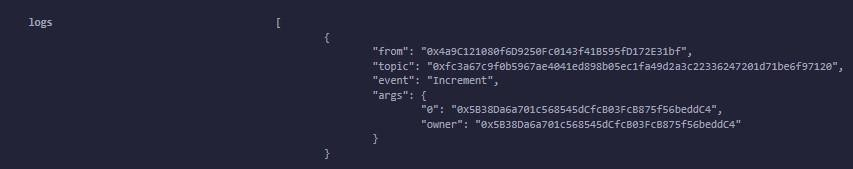 logs [
{
"from": "0x4a9C121080f6D9250Fc0143f41B595fD172E31bf",
"topic": "0xfc3a67c9f0b5967ae4041ed898b05ec1fa49d2a3c22336247201d71be6f97120",
"event": "Increment",
"args": {
"0": "0x5B38Da6a701c568545dCfcB03FcB875f56beddC4",
"owner": "0x5B38Da6a701c568545dCfcB03FcB875f56beddC4"
}
}